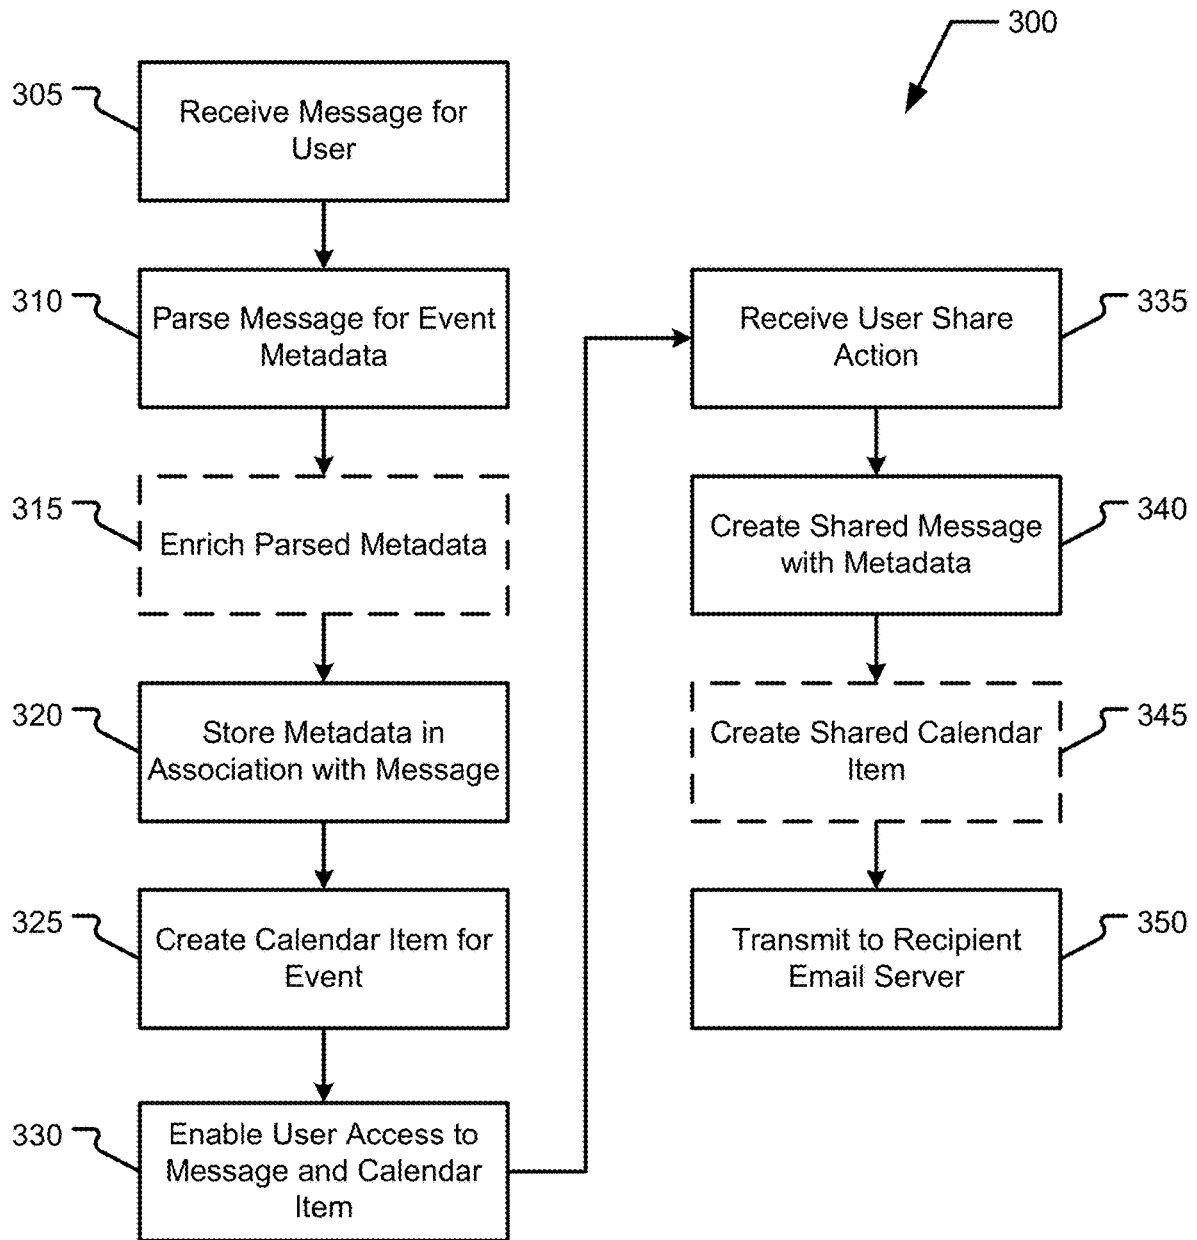 300
305
Receive Message for
User
310
Parse Message for Event
Metadata
315
Enrich Parsed Metadata
320
Store Metadata in
Association with Message
325
Create Calendar Item for
Event
330
Enable User Access to
Message and Calendar
Item
335
Receive User Share
Action
340
Create Shared Message
with Metadata
345
Create Shared Calendar
Item
350
Transmit to Recipient
Email Server